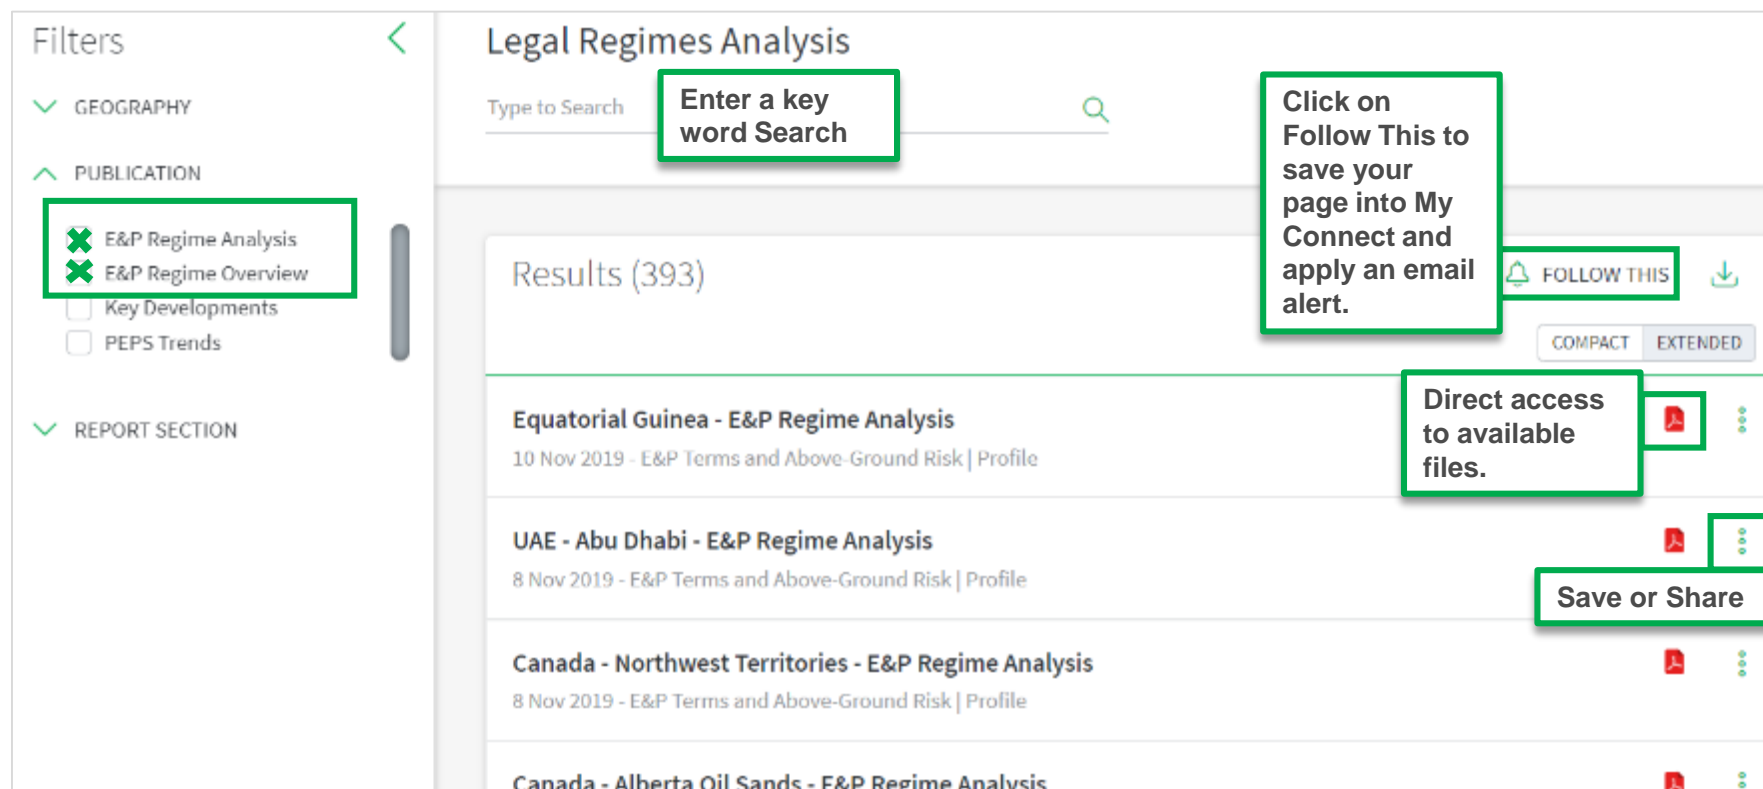 Filters
GEOGRAPHY
PUBLICATION
E&P Regime Analysis
E&P Regime Overview
Key Developments
PEPS Trends
REPORT SECTION
Legal Regimes Analysis
Type to Search
Enter a key
word Search
Click on
Follow This to
save your
page into My
Connect and
apply an email
alert.
Results (393)
FOLLOW THIS
COMPACT EXTENDED
Direct access
to available
files.
Equatorial Guinea - E&P Regime Analysis
10 Nov 2019 - E&P Terms and Above-Ground Risk | Profile
UAE - Abu Dhabi - E&P Regime Analysis
8 Nov 2019 - E&P Terms and Above-Ground Risk | Profile
Save or Share
Canada - Northwest Territories - E&P Regime Analysis
8 Nov 2019 - E&P Terms and Above-Ground Risk | Profile
Canada - Alberta Oil Sands - E&P Regime Analysis